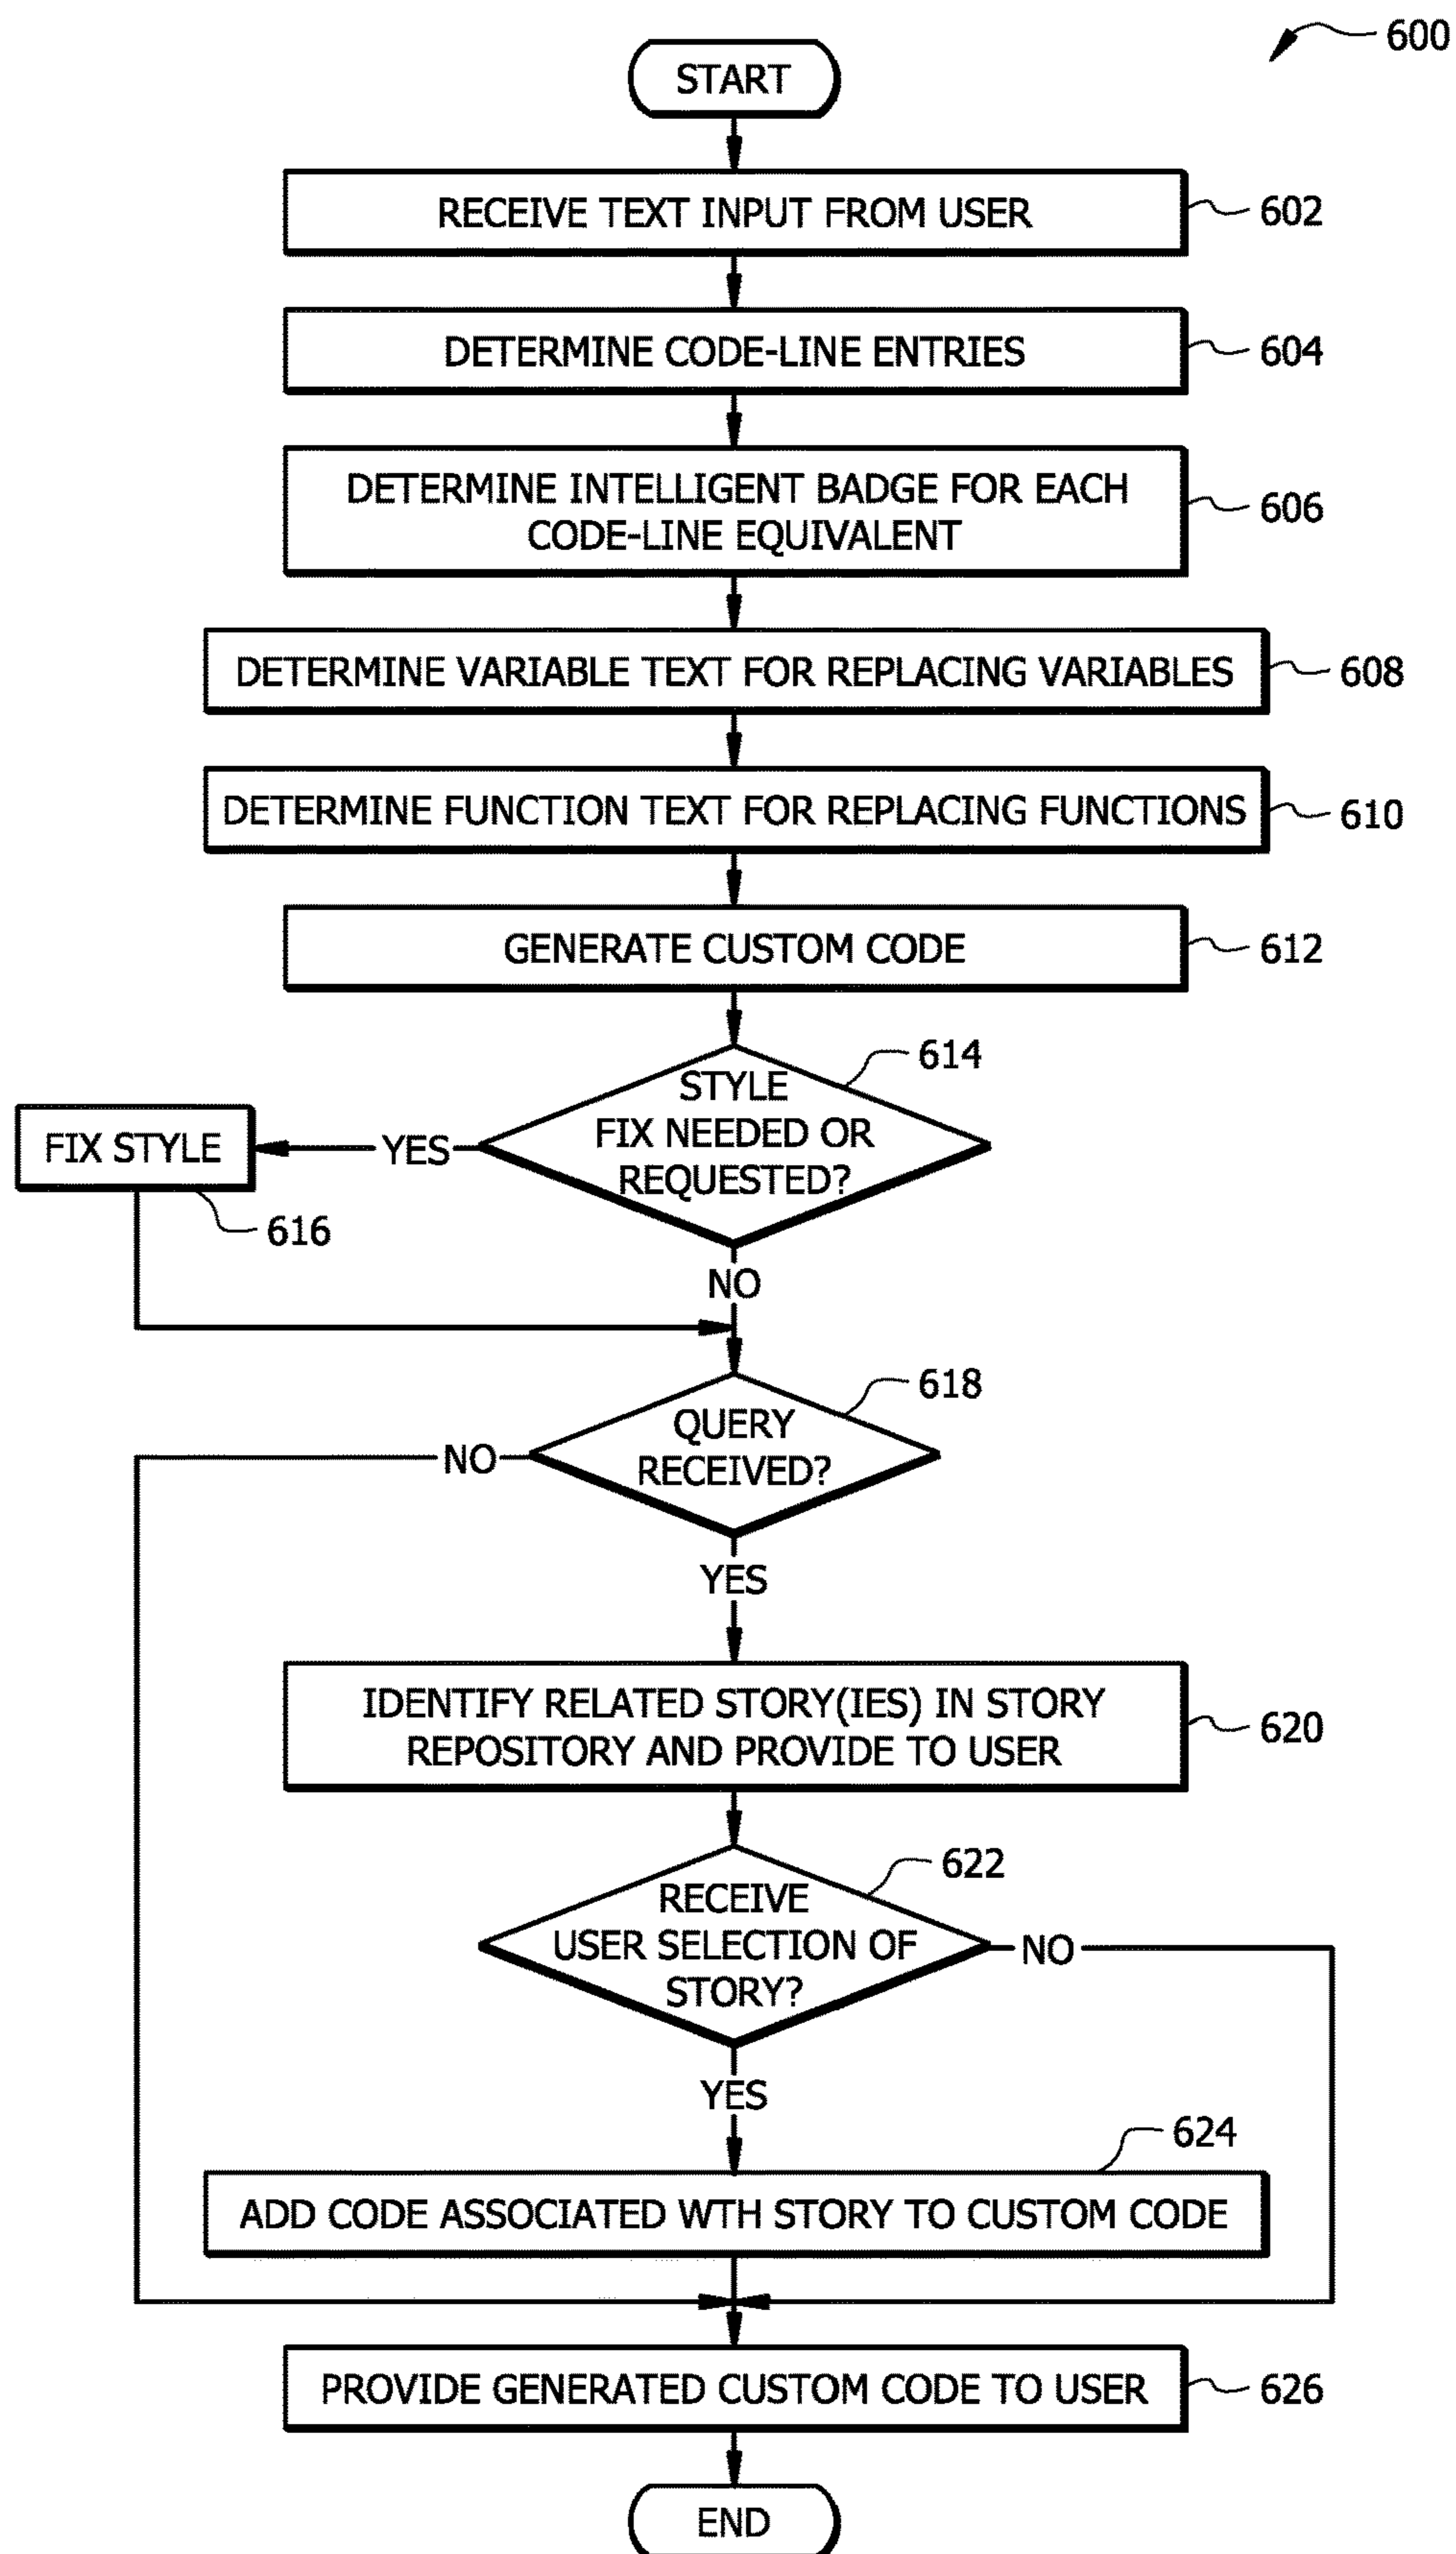 600
START
RECEIVE TEXT INPUT FROM USER
602
DETERMINE CODE-LINE ENTRIES
604
DETERMINE INTELLIGENT BADGE FOR EACH
CODE-LINE EQUIVALENT
606
DETERMINE VARIABLE TEXT FOR REPLACING VARIABLES
608
DETERMINE FUNCTION TEXT FOR REPLACING FUNCTIONS
610
GENERATE CUSTOM CODE
612
STYLE
FIX NEEDED OR
REQUESTED?
614
YES
FIX STYLE
616
NO
QUERY
RECEIVED?
618
NO
YES
IDENTIFY RELATED STORY(IES) IN STORY
REPOSITORY AND PROVIDE TO USER
620
RECEIVE
USER SELECTION OF
STORY?
622
NO
YES
624
ADD CODE ASSOCIATED WTH STORY TO CUSTOM CODE
PROVIDE GENERATED CUSTOM CODE TO USER
626
END